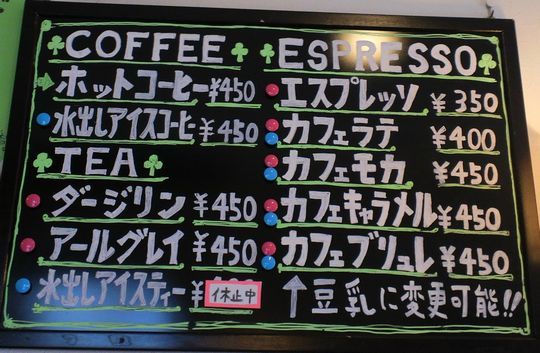 COFFEE
ホットコーヒー ¥450
水出しアイスコーヒー ¥450
TEA
ダージリン ¥450
アールグレイ ¥450
水出しアイスティー ¥
休止中
ESPRESSO
エスプレッソ ¥350
カフェラテ ¥400
カフェモカ ¥450
カフェキャラメル ¥450
カフェブリュレ ¥450
↑豆乳に変更可能!!